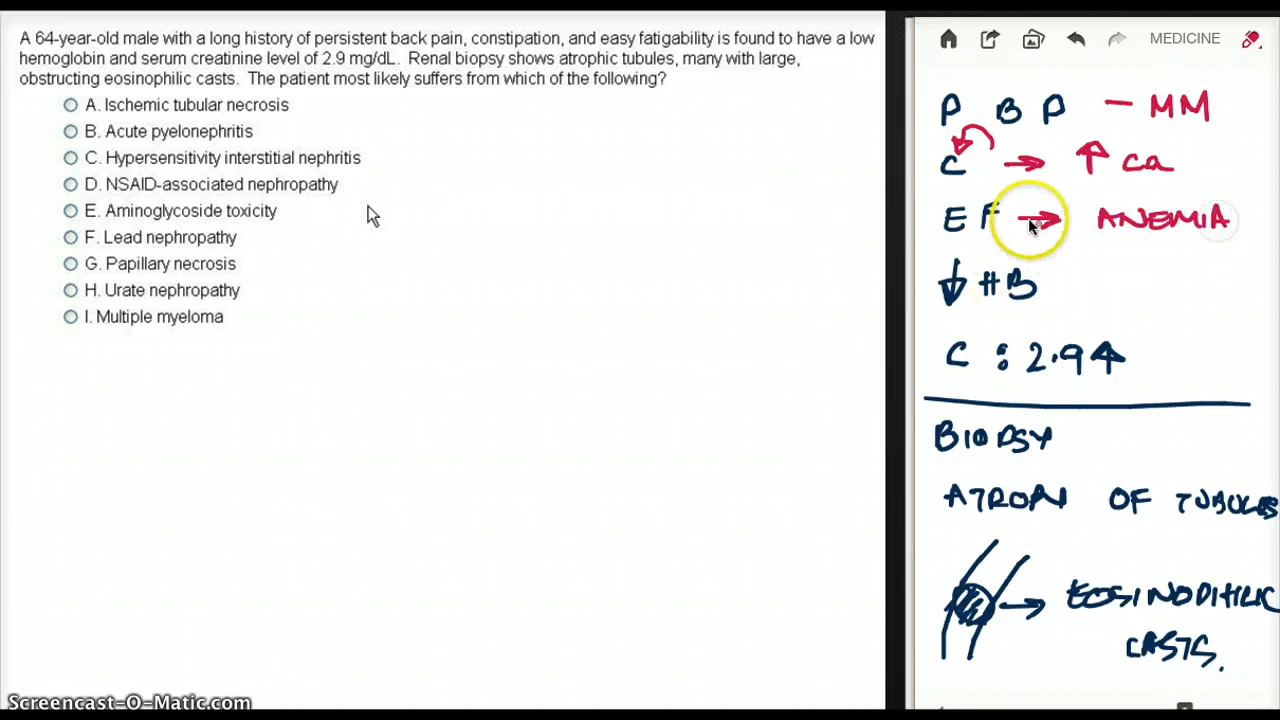 A 64-year-old male with a long history of persistent back pain, constipation, and easy fatigability is found to have a low
hemoglobin and serum creatinine level of 2.9 mg/dL. Renal biopsy shows atrophic tubules, many with large,
obstructing eosinophilic casts. The patient most likely suffers from which of the following?
A. Ischemic tubular necrosis
B. Acute pyelonephritis
C. Hypersensitivity interstitial nephritis
D. NSAID-associated nephropathy
E. Aminoglycoside toxicity
F. Lead nephropathy
G. Papillary necrosis
H. Urate nephropathy
I. Multiple myeloma
MEDICINE
P B P - MM
C → ↑ Ca
E F → ANEMIA
↓ HB
C : 2.9 ↑
BIOPSY
ATROPY OF TUBULES
→ EOSINOPHILIC
CASTS.
Screencast-O-Matic.com